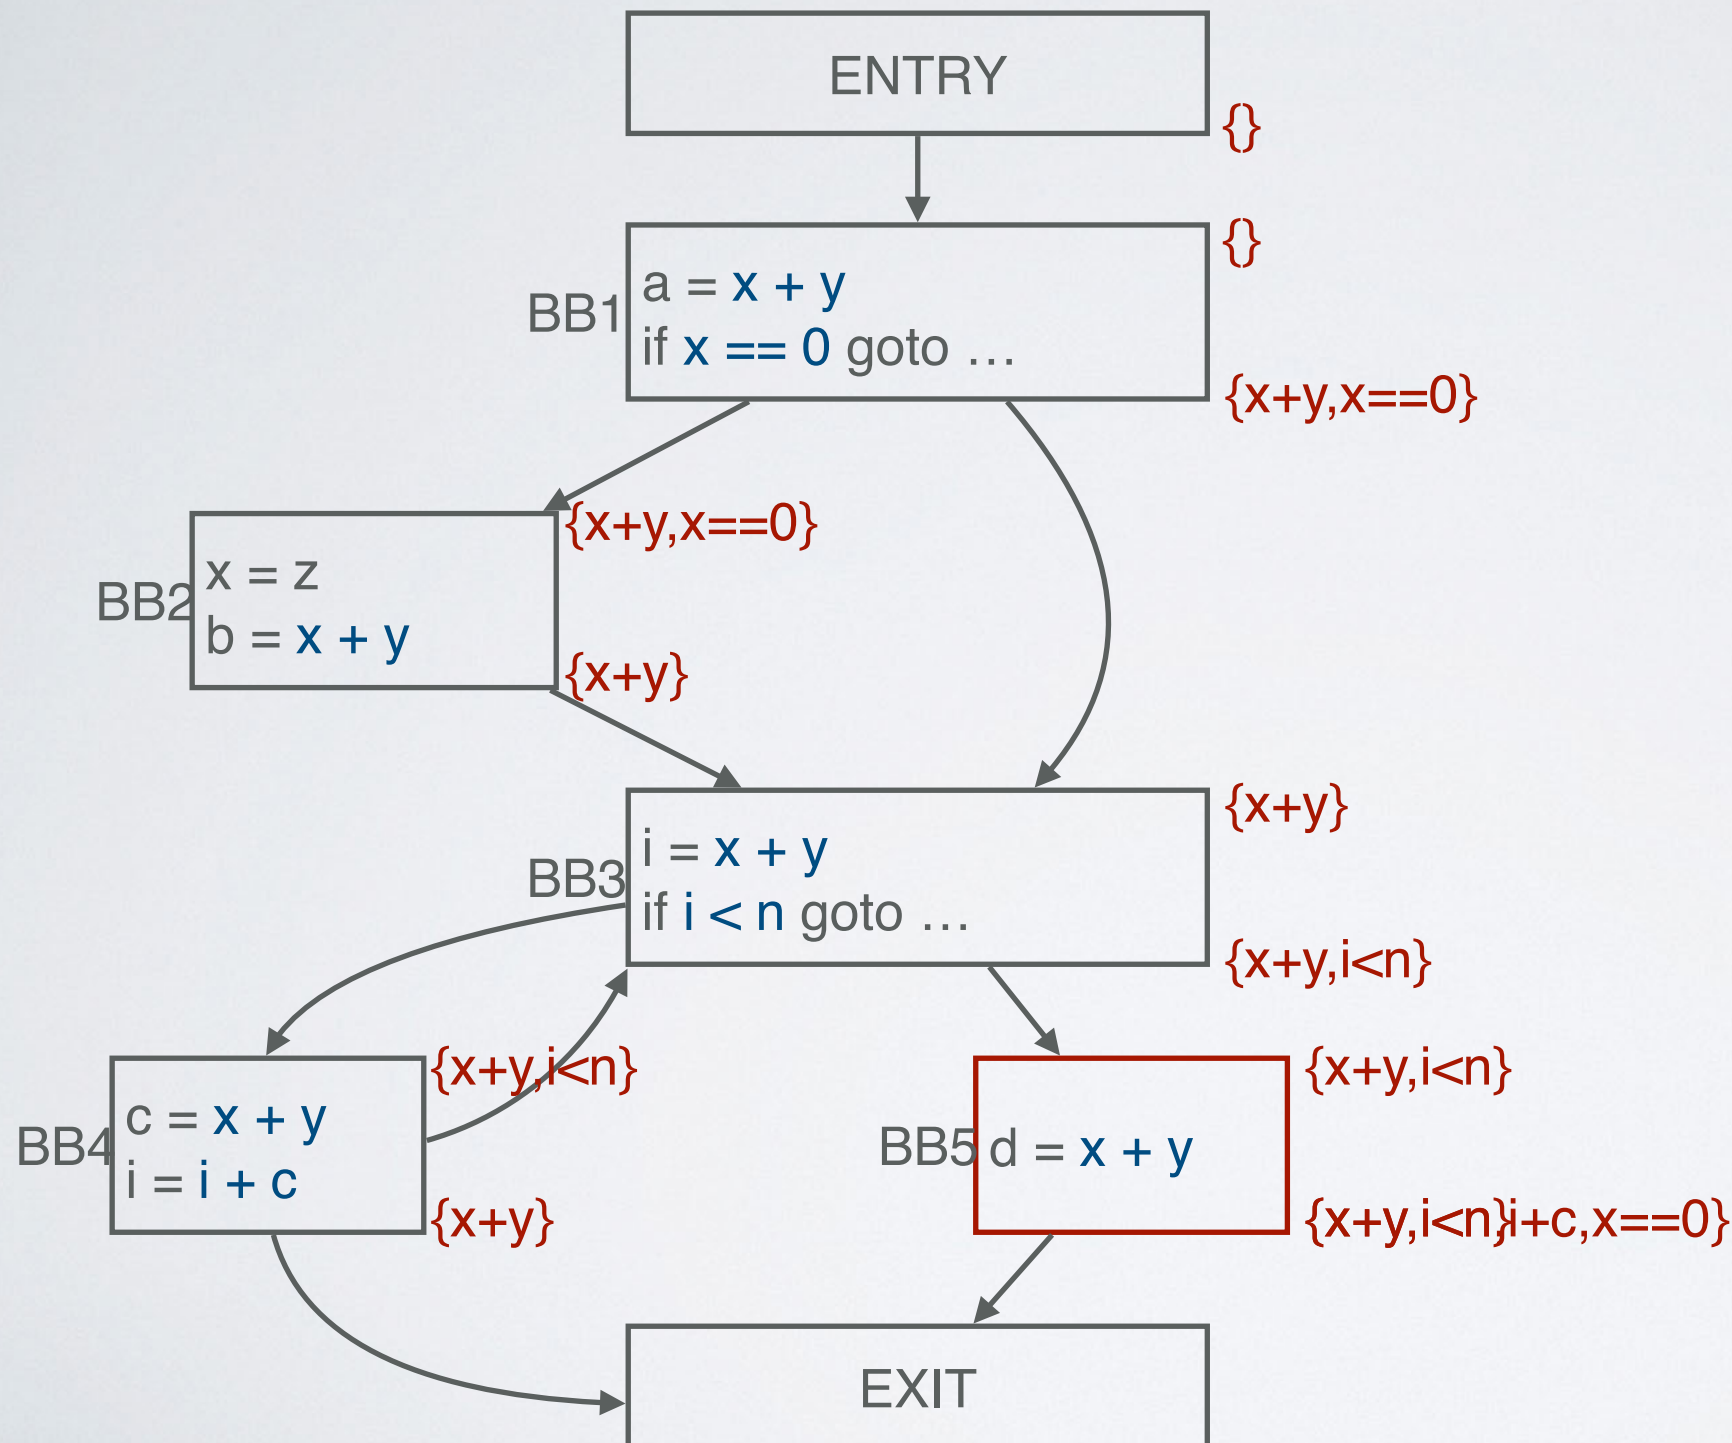 ENTRY
{}
{}
BB1
a = x + y
if x == 0 goto …
{x+y,x==0}
{x+y,x==0}
BB2
x = z
b = x + y
{x+y}
{x+y}
BB3
i = x + y
if i < n goto …
{x+y,i<n}
{x+y,i<n}
BB4
c = x + y
i = i + c
{x+y}
{x+y,i<n}
BB5
d = x + y
{x+y,i<n}i+c,x==0}
EXIT